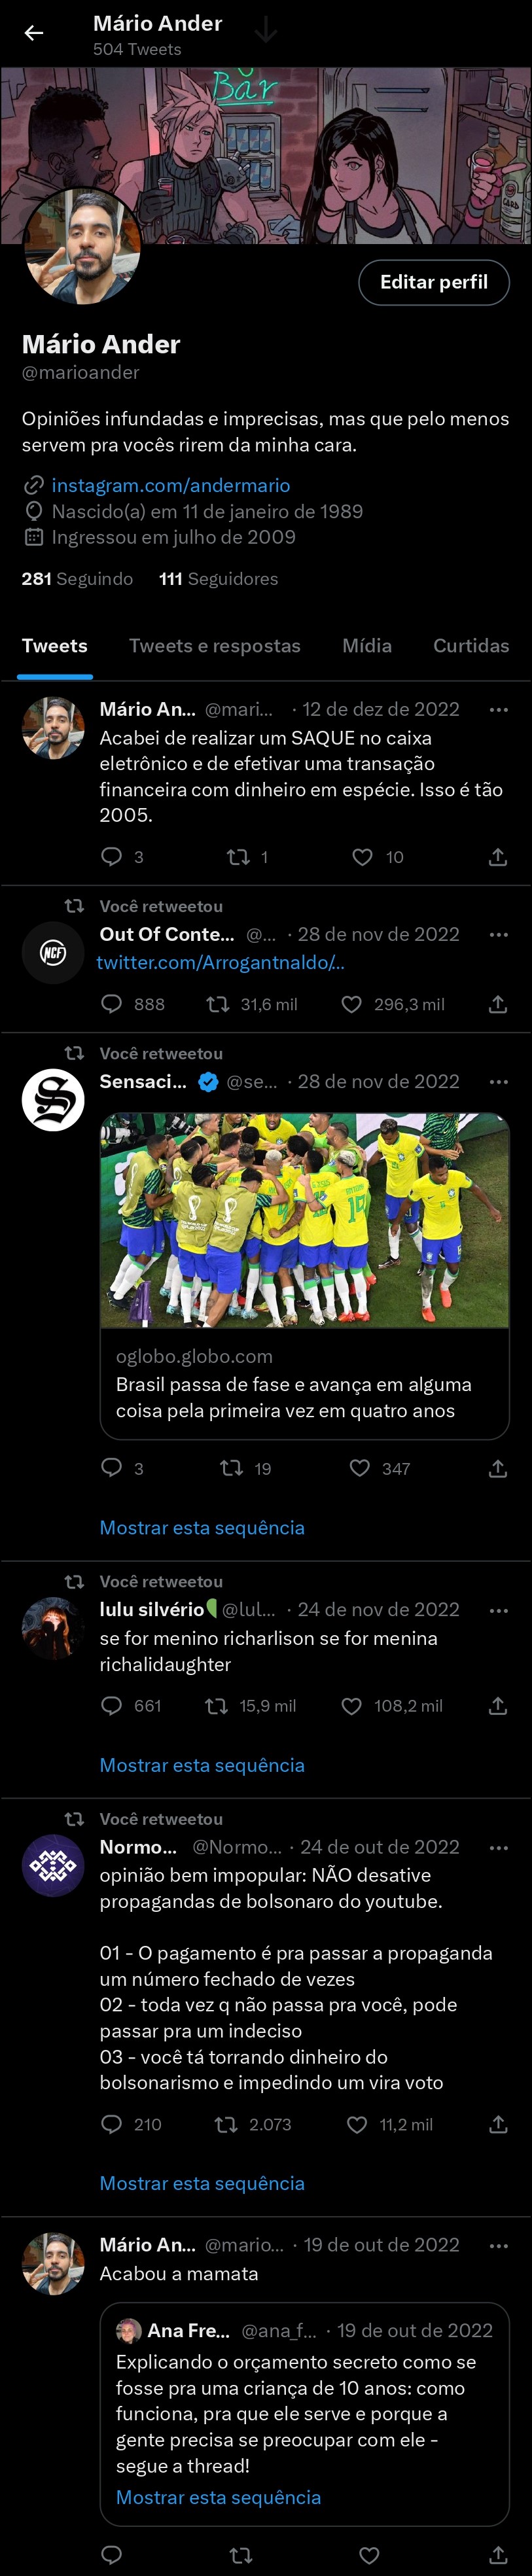 Mário Ander
504 Tweets
Bar
Editar perfil
Mário Ander
@marioander
Opiniões infundadas e imprecisas, mas que pelo menos
servem pra vocês rirem da minha cara.
instagram.com/andermario
Nascido(a) em 11 de janeiro de 1989
Ingressou em julho de 2009
281 Seguindo 111 Seguidores
Tweets Tweets e respostas Mídia Curtidas
Mário An... @mari... · 12 de dez de 2022
Acabei de realizar um SAQUE no caixa
eletrônico e de efetivar uma transação
financeira com dinheiro em espécie. Isso é tão
2005.
3 1 10
Você retweetou
NCF
Out Of Conte... @... · 28 de nov de 2022
twitter.com/Arrogantnaldo/...
888 31,6 mil 296,3 mil
Você retweetou
S
Sensaci... @se... · 28 de nov de 2022
19
oglobo.globo.com
Brasil passa de fase e avança em alguma
coisa pela primeira vez em quatro anos
3 19 347
Mostrar esta sequência
Você retweetou
lulu silvério @lul... · 24 de nov de 2022
se for menino richarlison se for menina
richalidaughter
661 15,9 mil 108,2 mil
Mostrar esta sequência
Você retweetou
Normo... @Normo... · 24 de out de 2022
opinião bem impopular: NÃO desative
propagandas de bolsonaro do youtube.
01 - O pagamento é pra passar a propaganda
um número fechado de vezes
02 - toda vez q não passa pra você, pode
passar pra um indeciso
03 - você tá torrando dinheiro do
bolsonarismo e impedindo um vira voto
210 2.073 11,2 mil
Mostrar esta sequência
Mário An... @mario... · 19 de out de 2022
Acabou a mamata
Ana Fre... @ana_f... · 19 de out de 2022
Explicando o orçamento secreto como se
fosse pra uma criança de 10 anos: como
funciona, pra que ele serve e porque a
gente precisa se preocupar com ele -
segue a thread!
Mostrar esta sequência